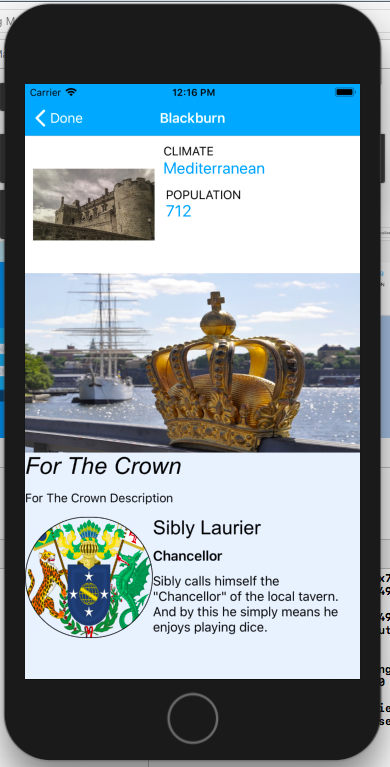 Carrier
12:16 PM
Done
Blackburn
CLIMATE
Mediterranean
POPULATION
712
For The Crown
For The Crown Description
Sibly Laurier
Chancellor
Sibly calls himself the
"Chancellor" of the local tavern.
And by this he simply means he
enjoys playing dice.